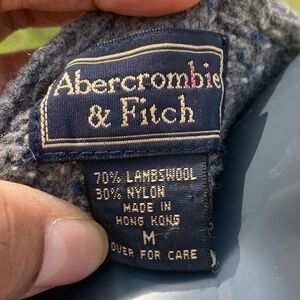 Abercrombie
& Fitch
70% LAMBSWOOL
30% NYLON
MADE IN
HONG KONG
M
OVER FOR CARE